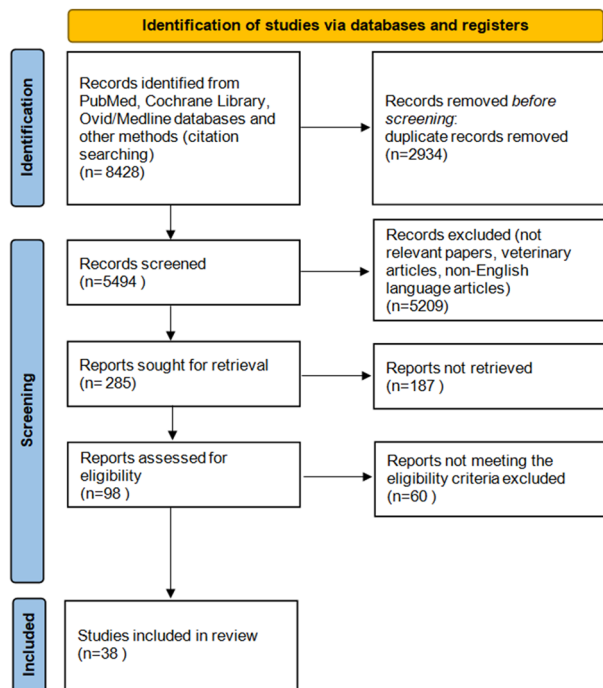 Identification of studies via databases and registers
Identification
Records identified from
PubMed, Cochrane Library,
Ovid/Medline databases and
other methods (citation
searching)
(n= 8428)
Records removed before
screening:
duplicate records removed
(n=2934)
Screening
Records screened
(n=5494 )
Records excluded (not
relevant papers, veterinary
articles, non-English
language articles)
(n=5209)
Reports sought for retrieval
(n= 285)
Reports not retrieved
(n=187 )
Reports assessed for
eligibility
(n=98 )
Reports not meeting the
eligibility criteria excluded
(n=60 )
Included
Studies included in review
(n=38 )